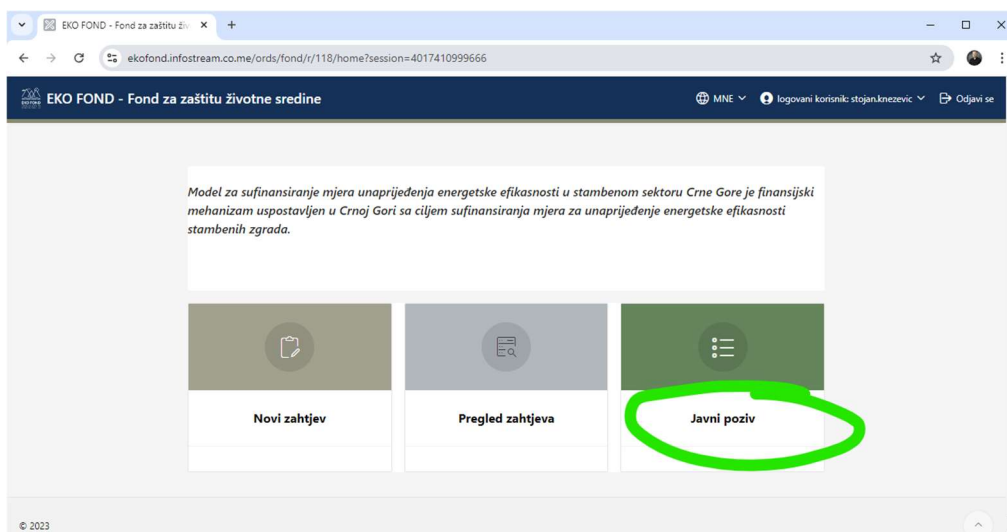 EKO FOND - Fond za zaštitu živ
ekofond.infostream.co.me/ords/fond/r/118/home?session=4017410999666
EKO FOND - Fond za zaštitu životne sredine
MNE
logovani korisnik: stojan.knezevic
Odjavi se
Model za sufinansiranje mjera unaprijeđenja energetske efikasnosti u stambenom sektoru Crne Gore je finansijski
mehanizam uspostavljen u Crnoj Gori sa ciljem sufinansiranja mjera za unaprijeđenje energetske efikasnosti
stambenih zgrada.
Novi zahtjev
Pregled zahtjeva
Javni poziv
© 2023